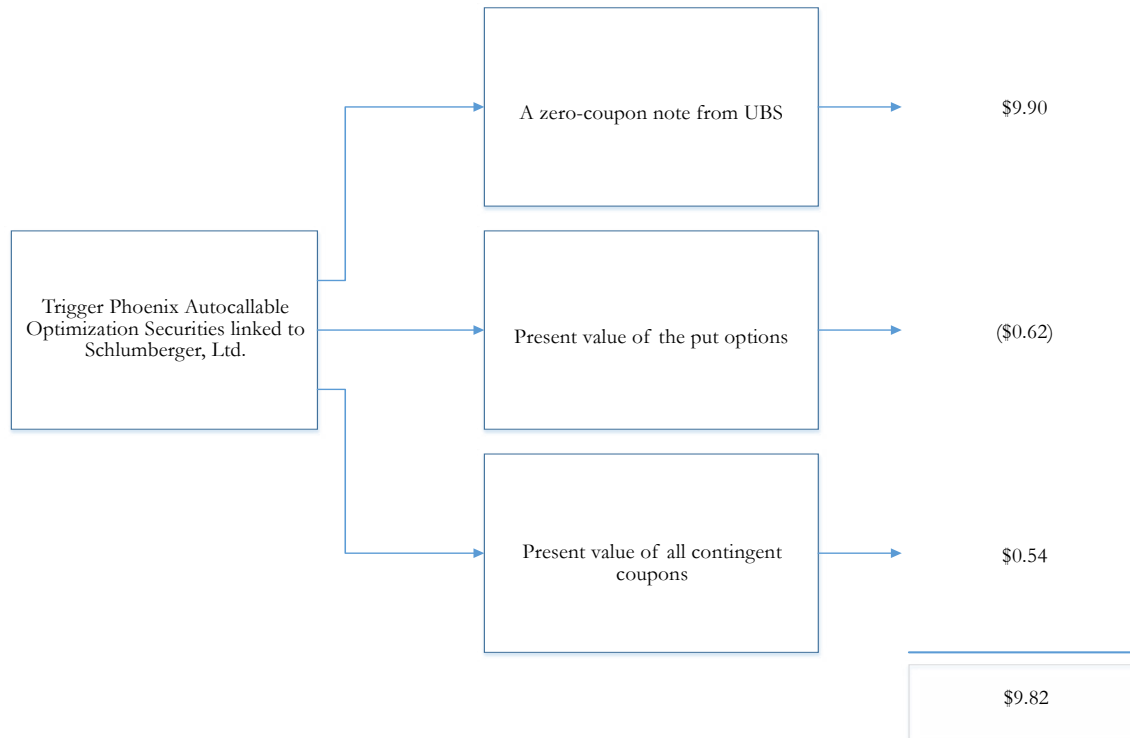 A zero-coupon note from UBS
$9.90
Trigger Phoenix Autocallable
Optimization Securities linked to
Schlumberger, Ltd.
Present value of the put options
($0.62)
Present value of all contingent
coupons
$0.54
$9.82